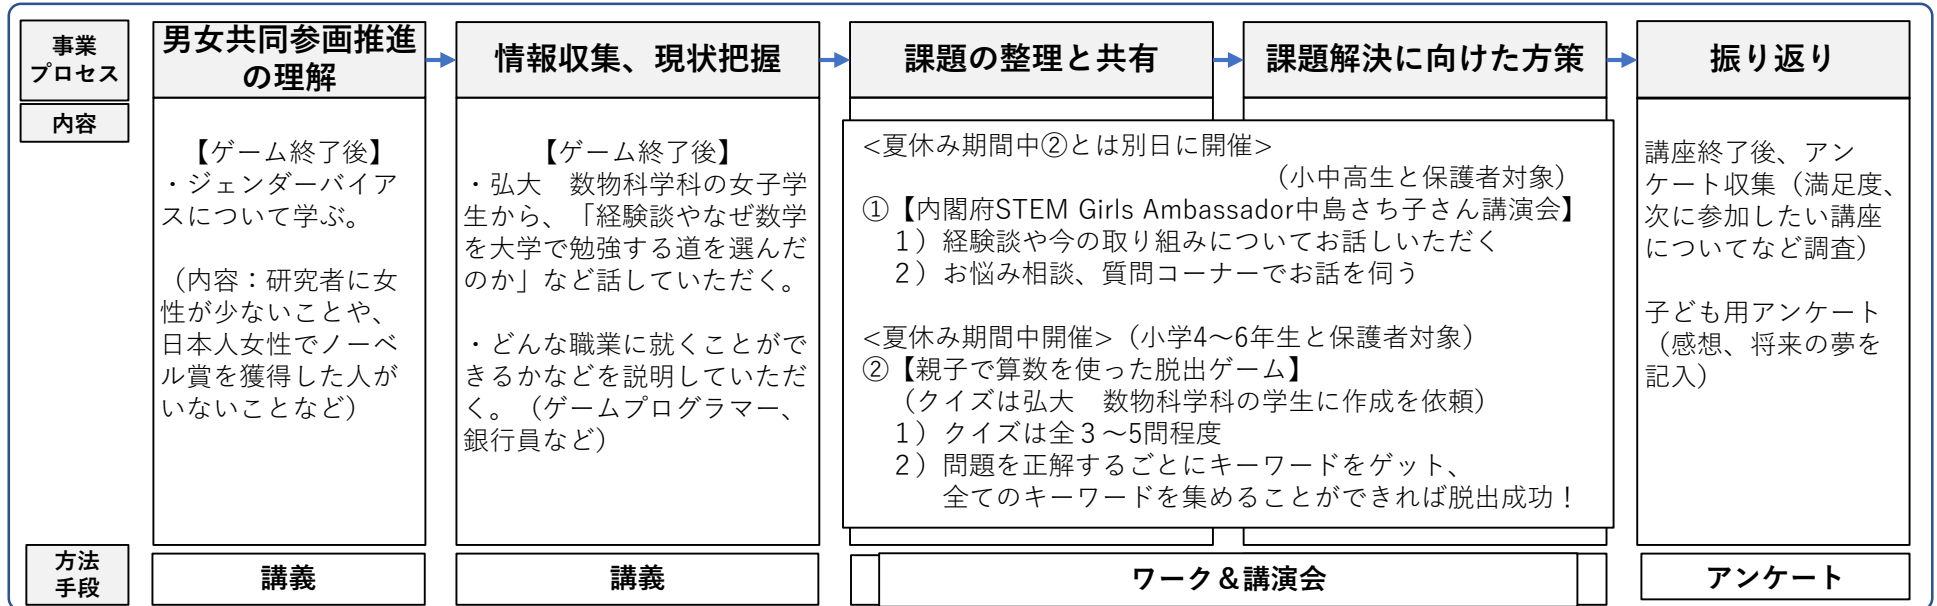 事業
プロセス
男女共同参画推進
の理解
情報収集、現状把握
課題の整理と共有
課題解決に向けた方策
振り返り
内容
【ゲーム終了後】
・ジェンダーバイア
スについて学ぶ。
（内容：研究者に女
性が少ないことや、
日本人女性でノーベ
ル賞を獲得した人が
いないことなど）
【ゲーム終了後】
・弘大　数物科学科の女子学
生から、「経験談やなぜ数学
を大学で勉強する道を選んだ
のか」など話していただく。
・どんな職業に就くことがで
きるかなどを説明していただ
く。（ゲームプログラマー、
銀行員など）
<夏休み期間中②とは別日に開催>
（小中高生と保護者対象）
①【内閣府STEM Girls Ambassador中島さち子さん講演会】
１）経験談や今の取り組みについてお話しいただく
２）お悩み相談、質問コーナーでお話を伺う
<夏休み期間中開催>（小学4～6年生と保護者対象）
②【親子で算数を使った脱出ゲーム】
（クイズは弘大　数物科学科の学生に作成を依頼）
１）クイズは全３～5問程度
２）問題を正解するごとにキーワードをゲット、
全てのキーワードを集めることができれば脱出成功！
講座終了後、アン
ケート収集（満足度、
次に参加したい講座
についてなど調査）
子ども用アンケート
（感想、将来の夢を
記入）
方法
手段
講義
講義
ワーク＆講演会
アンケート